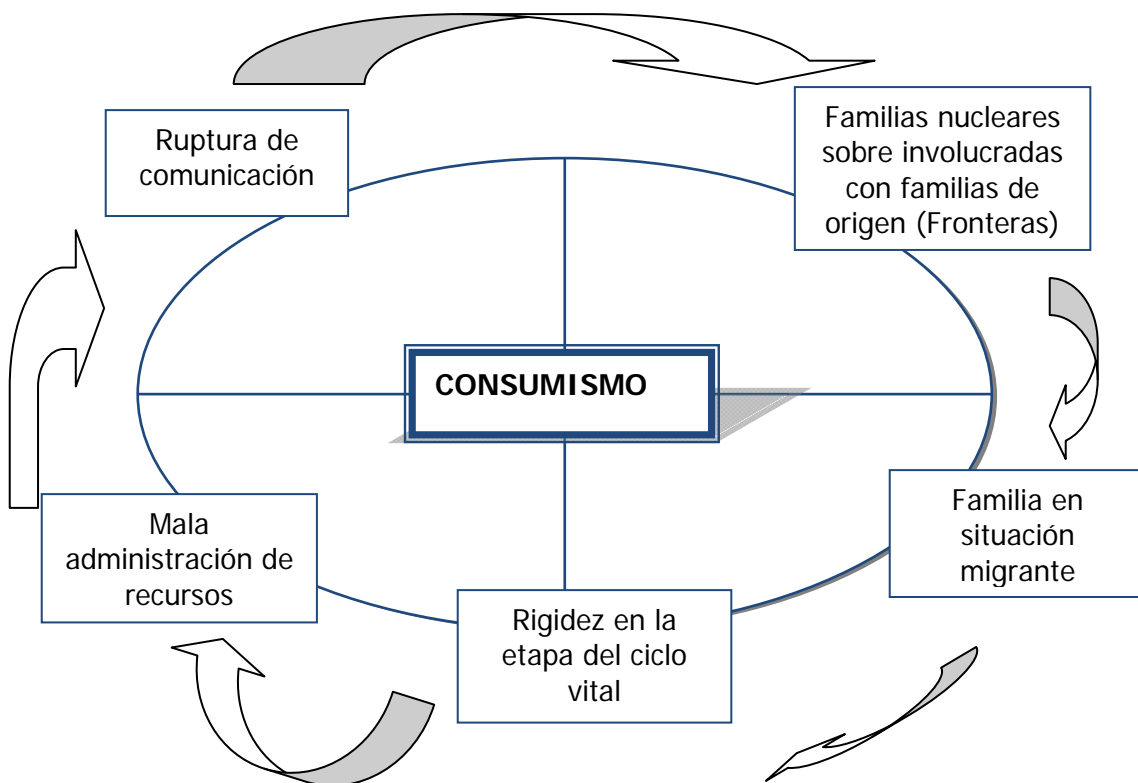 Ruptura de
comunicación
Familias nucleares
sobre involucradas
con familias de
origen (Fronteras)
CONSUMISMO
Mala
administración de
recursos
Familia en
situación
migrante
Rigidez en la
etapa del ciclo
vital